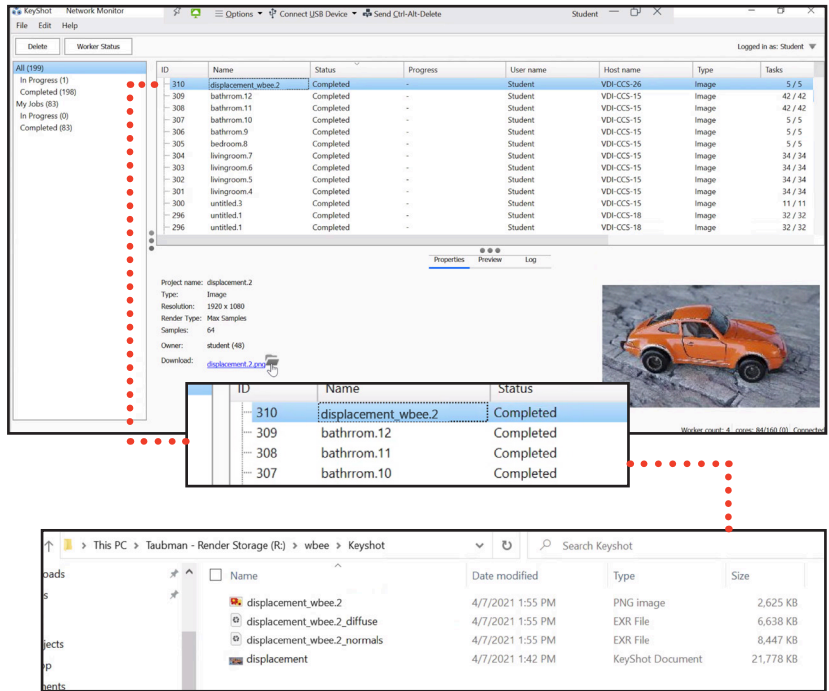 KeyShot Network Monitor Options Connect USB Device Send Ctrl-Alt-Delete Student
File Edit Help
Delete Worker Status Logged in as: Student
All (199)
In Progress (1)
Completed (198)
My Jobs (83)
In Progress (0)
Completed (83)
ID Name Status Progress User name Host name Type Tasks
310 displacement_wbee.2 Completed - Student VDI-CCS-26 Image 5 / 5
309 bathrrom.12 Completed - Student VDI-CCS-15 Image 42 / 42
308 bathrrom.11 Completed - Student VDI-CCS-15 Image 42 / 42
307 bathrrom.10 Completed - Student VDI-CCS-15 Image 5 / 5
306 bathrrom.9 Completed - Student VDI-CCS-15 Image 5 / 5
305 bedroom.8 Completed - Student VDI-CCS-15 Image 5 / 5
304 livingroom.7 Completed - Student VDI-CCS-15 Image 34 / 34
303 livingroom.6 Completed - Student VDI-CCS-15 Image 34 / 34
302 livingroom.5 Completed - Student VDI-CCS-15 Image 34 / 34
301 livingroom.4 Completed - Student VDI-CCS-15 Image 34 / 34
300 untitled.3 Completed - Student VDI-CCS-15 Image 11 / 11
296 untitled.1 Completed - Student VDI-CCS-18 Image 32 / 32
296 untitled.1 Completed - Student VDI-CCS-18 Image 32 / 32
Properties Preview Log
Project name: displacement.2
Type: Image
Resolution: 1920 x 1080
Render Type: Max Samples
Samples: 64
Owner: student (48)
Download: displacement.2.png
Worker count: 4 cores: 84/160 (0) Connected
ID Name Status
310 displacement_wbee.2 Completed
309 bathrrom.12 Completed
308 bathrrom.11 Completed
307 bathrrom.10 Completed
This PC > Taubman - Render Storage (R:) > wbee > Keyshot Search Keyshot
oads
s
jects
op
ments
Name Date modified Type Size
displacement_wbee.2 4/7/2021 1:55 PM PNG image 2,625 KB
displacement_wbee.2_diffuse 4/7/2021 1:55 PM EXR File 6,638 KB
displacement_wbee.2_normals 4/7/2021 1:55 PM EXR File 8,447 KB
displacement 4/7/2021 1:42 PM KeyShot Document 21,778 KB